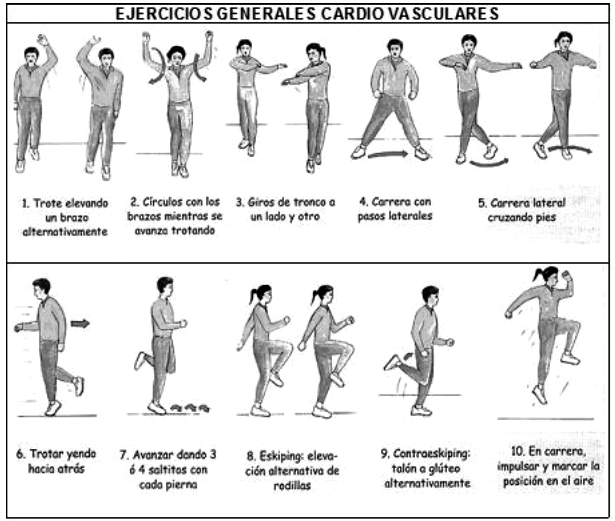 EJERCICIOS GENERALES CARDIO VASCULARES
1. Trote elevando
un brazo
alternativamente
2. Círculos con los
brazos mientras se
avanza trotando
3. Giros de tronco a
un lado y otro
4. Carrera con
pasos laterales
5. Carrera lateral
cruzando pies
6. Trotar yendo
hacia atrás
7. Avanzar dando 3
ó 4 saltitos con
cada pierna
8. Eskiping: eleva-
ción alternativa de
rodillas
9. Contraeskiping:
talón a glúteo
alternativamente
10. En carrera,
impulsar y marcar la
posición en el aire